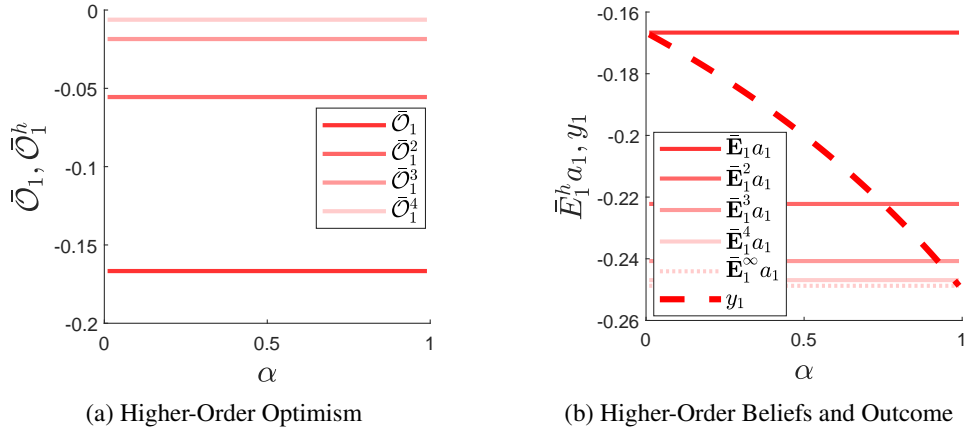 0
-0.05
-0.1
-0.15
-0.2
0
0.5
1
α
𝒪̄₁, 𝒪̄₁ʰ
𝒪̄₁
𝒪̄₁²
𝒪̄₁³
𝒪̄₁⁴
(a) Higher-Order Optimism
-0.16
-0.18
-0.2
-0.22
-0.24
-0.26
0
0.5
1
α
Ē₁ʰa₁, y₁
Ē₁a₁
Ē₁²a₁
Ē₁³a₁
Ē₁⁴a₁
Ē₁^∞a₁
y₁
(b) Higher-Order Beliefs and Outcome